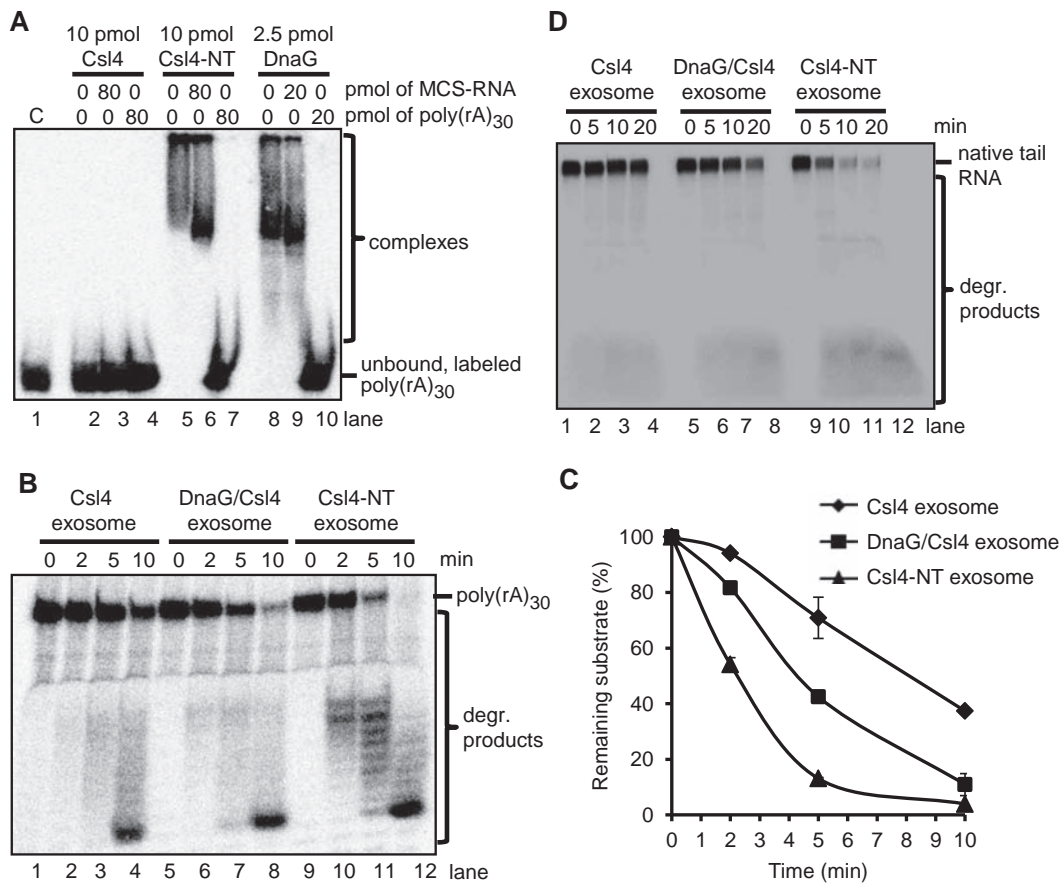 A
10 pmol 10 pmol 2.5 pmol
Csl4 Csl4-NT DnaG
0 80 0 0 80 0 0 20 0 pmol of MCS-RNA
C 0 0 80 0 0 80 0 0 20 pmol of poly(rA)30
complexes
unbound, labeled
poly(rA)30
1 2 3 4 5 6 7 8 9 10 lane
D
Csl4 DnaG/Csl4 Csl4-NT
exosome exosome exosome
0 5 10 20 0 5 10 20 0 5 10 20 min
native tail
RNA
degr.
products
1 2 3 4 5 6 7 8 9 10 11 12 lane
B
Csl4 DnaG/Csl4 Csl4-NT
exosome exosome exosome
0 2 5 10 0 2 5 10 0 2 5 10 min
poly(rA)30
degr.
products
1 2 3 4 5 6 7 8 9 10 11 12 lane
C
Csl4 exosome
DnaG/Csl4 exosome
Csl4-NT exosome
Remaining substrate (%)
100
80
60
40
20
0
0 1 2 3 4 5 6 7 8 9 10
Time (min)